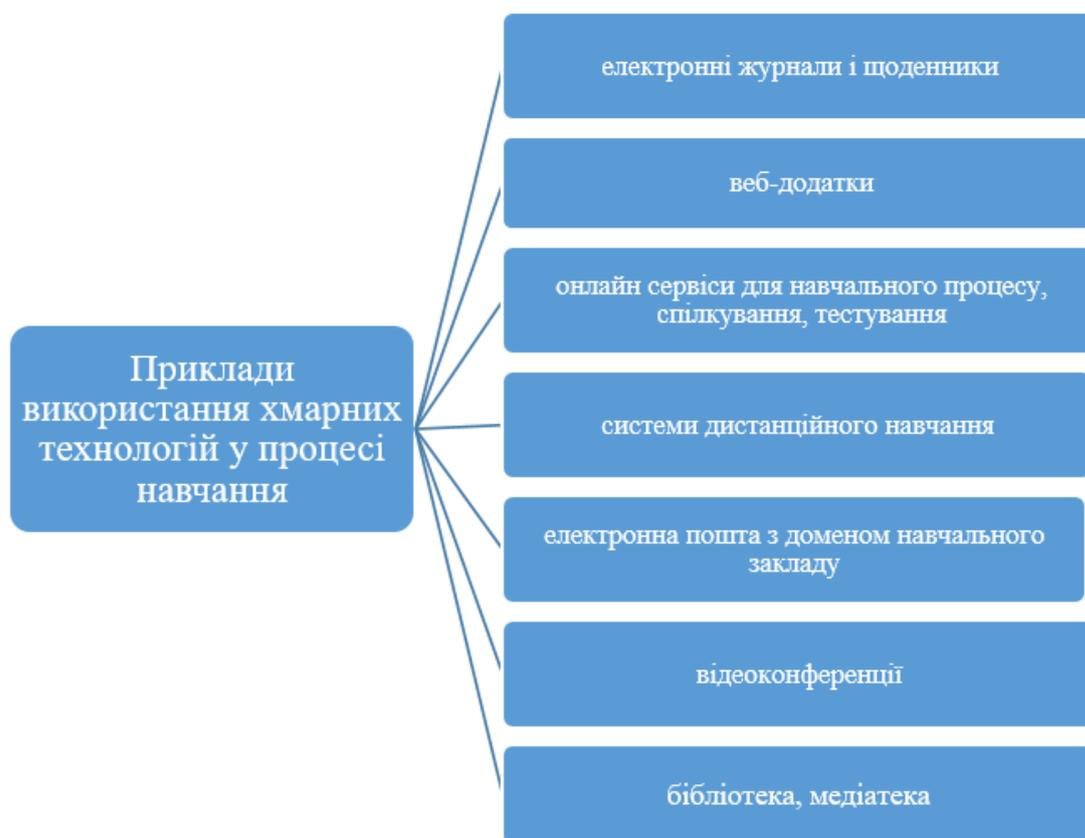 Приклади
використання хмарних
технологій у процесі
навчання
електронні журнали і щоденники
веб-додатки
онлайн сервіси для навчального процесу,
спілкування, тестування
системи дистанційного навчання
електронна пошта з доменом навчального
закладу
відеоконференції
бібліотека, медіатека